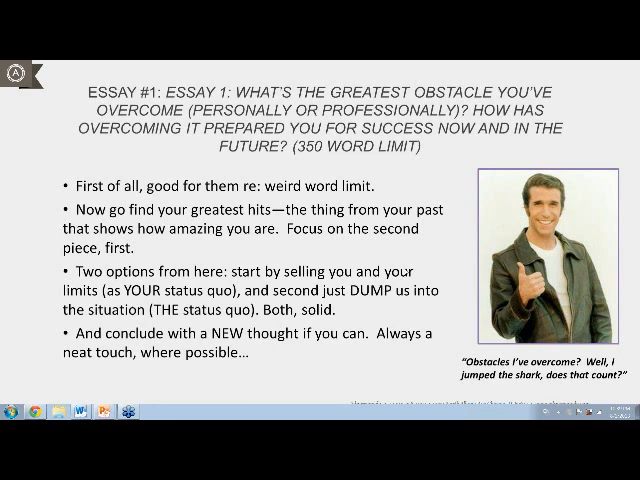 A
ESSAY #1: ESSAY 1: WHAT'S THE GREATEST OBSTACLE YOU'VE
OVERCOME (PERSONALLY OR PROFESSIONALLY)? HOW HAS
OVERCOMING IT PREPARED YOU FOR SUCCESS NOW AND IN THE
FUTURE? (350 WORD LIMIT)
• First of all, good for them re: weird word limit.
• Now go find your greatest hits—the thing from your past
that shows how amazing you are. Focus on the second
piece, first.
• Two options from here: start by selling you and your
limits (as YOUR status quo), and second just DUMP us into
the situation (THE status quo). Both, solid.
• And conclude with a NEW thought if you can. Always a
neat touch, where possible…
"Obstacles I've overcome? Well, I
jumped the shark, does that count?"